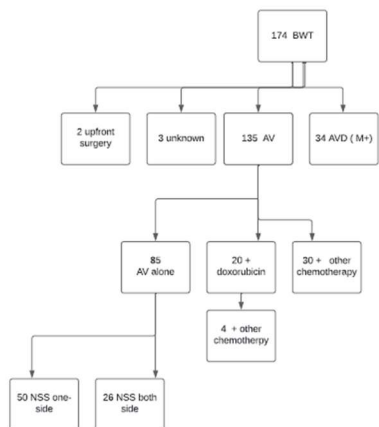 174 BWT
2 upfront
surgery
3 unknown
135 AV
34 AVD ( M+)
85
AV alone
20 +
doxorubicin
30 + other
chemotherapy
4 + other
chemotherpy
50 NSS one-
side
26 NSS both
side